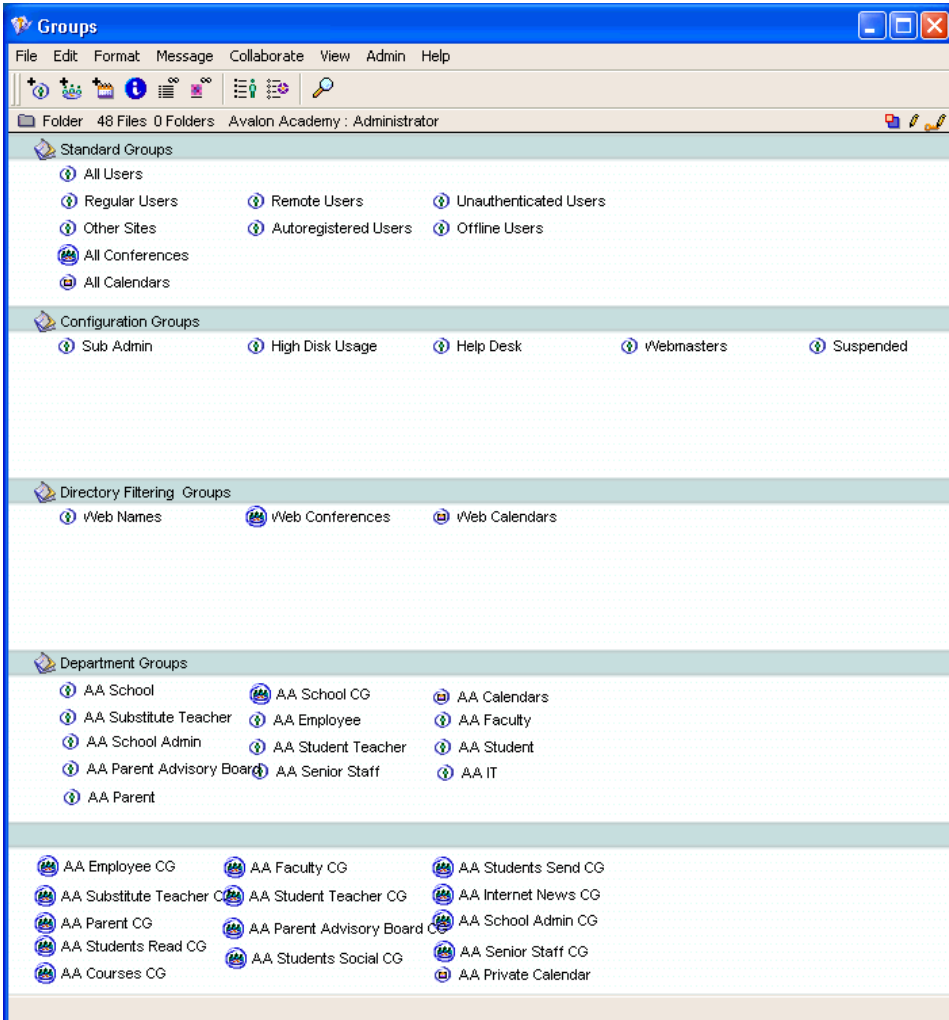 Groups
File Edit Format Message Collaborate View Admin Help
Folder 48 Files 0 Folders Avalon Academy : Administrator
Standard Groups
All Users
Regular Users Remote Users Unauthenticated Users
Other Sites Autoregistered Users Offline Users
All Conferences
All Calendars
Configuration Groups
Sub Admin High Disk Usage Help Desk Webmasters Suspended
Directory Filtering Groups
Web Names Web Conferences Web Calendars
Department Groups
AA School AA School CG AA Calendars
AA Substitute Teacher AA Employee AA Faculty
AA School Admin AA Student Teacher AA Student
AA Parent Advisory Board AA Senior Staff AA IT
AA Parent
AA Employee CG AA Faculty CG AA Students Send CG
AA Substitute Teacher CG AA Student Teacher CG AA Internet News CG
AA Parent CG AA Parent Advisory Board CG AA School Admin CG
AA Students Read CG AA Students Social CG AA Senior Staff CG
AA Courses CG AA Private Calendar